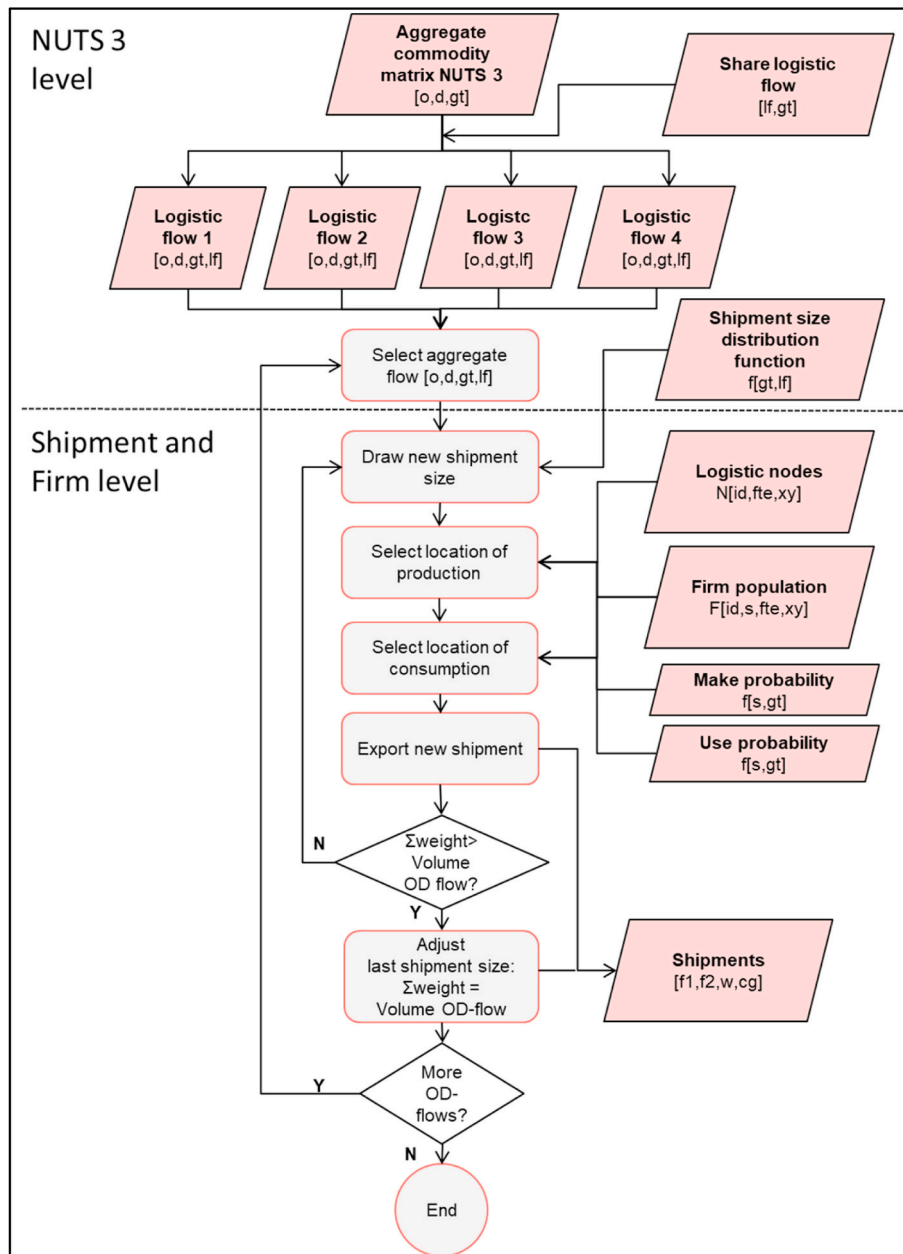 NUTS 3
level
Aggregate
commodity
matrix NUTS 3
[o,d,gt]
Share logistic
flow
[lf,gt]
Logistic
flow 1
[o,d,gt,lf]
Logistic
flow 2
[o,d,gt,lf]
Logistc
flow 3
[o,d,gt,lf]
Logistic
flow 4
[o,d,gt,lf]
Select aggregate
flow [o,d,gt,lf]
Shipment size
distribution
function
f[gt,lf]
Shipment and
Firm level
Draw new shipment
size
Logistic nodes
N[id,fte,xy]
Select location of
production
Firm population
F[id,s,fte,xy]
Select location of
consumption
Make probability
f[s,gt]
Export new shipment
Use probability
f[s,gt]
N
Σweight>
Volume
OD flow?
Y
Adjust
last shipment size:
Σweight =
Volume OD-flow
Shipments
[f1,f2,w,cg]
Y
More
OD-
flows?
N
End